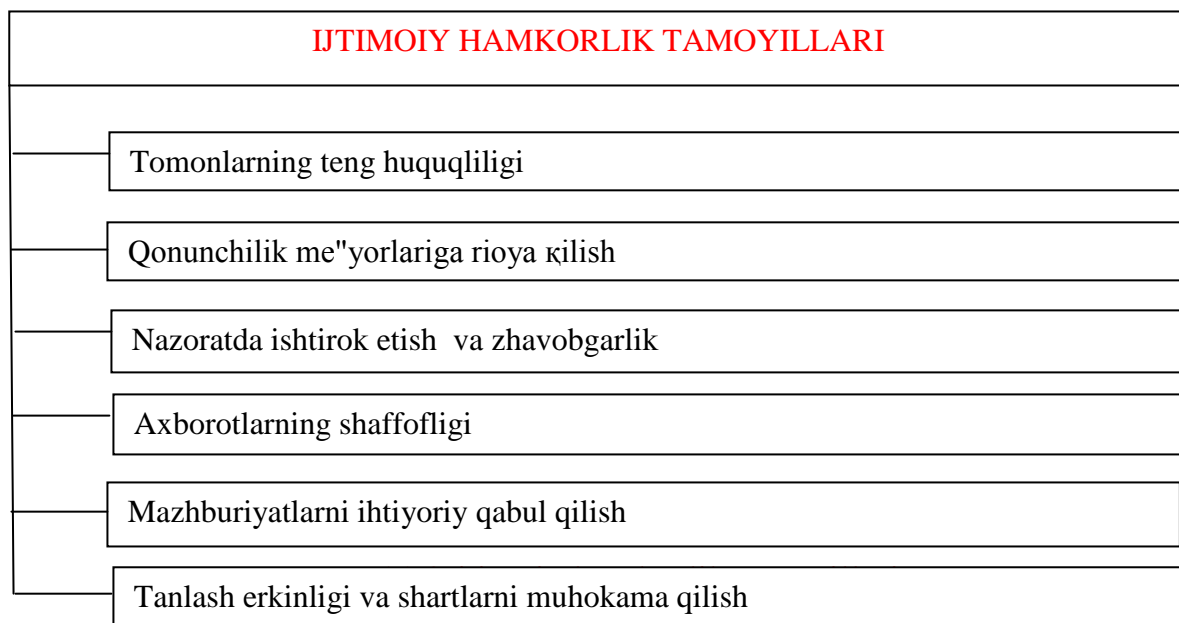 IJTIMOIY HAMKORLIK TAMOYILLARI
Tomonlarning teng huquqliligi
Qonunchilik me"yorlariga rioya қilish
Nazoratda ishtirok etish va zhavobgarlik
Axborotlarning shaffofligi
Mazhburiyatlarni ihtiyoriy qabul qilish
Tanlash erkinligi va shartlarni muhokama qilish